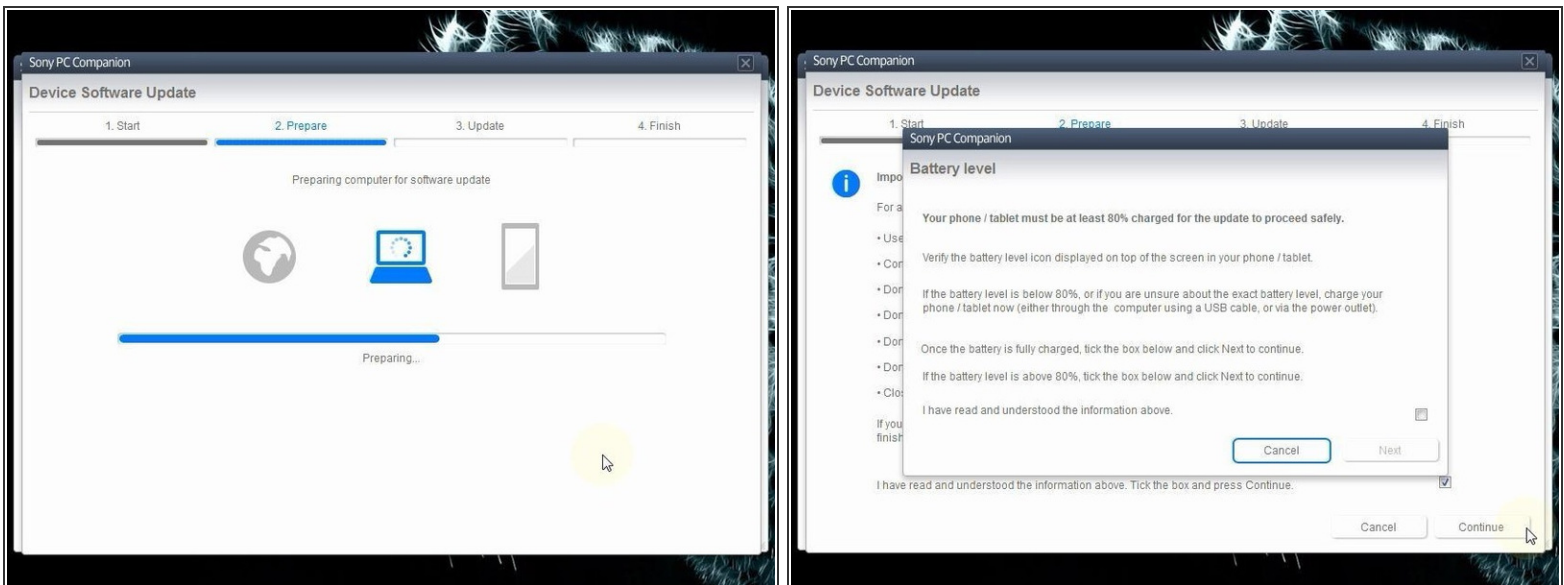 Sony PC Companion
Device Software Update
1. Start 2. Prepare 3. Update 4. Finish
Preparing computer for software update
Preparing...
Sony PC Companion
Device Software Update
1. Start 2. Prepare 3. Update 4. Finish
Sony PC Companion
Battery level
Your phone / tablet must be at least 80% charged for the update to proceed safely.
Verify the battery level icon displayed on top of the screen in your phone / tablet.
If the battery level is below 80%, or if you are unsure about the exact battery level, charge your
phone / tablet now (either through the computer using a USB cable, or via the power outlet).
Once the battery is fully charged, tick the box below and click Next to continue.
If the battery level is above 80%, tick the box below and click Next to continue.
I have read and understood the information above.
Cancel Next
If you
finish
I have read and understood the information above. Tick the box and press Continue.
Cancel Continue